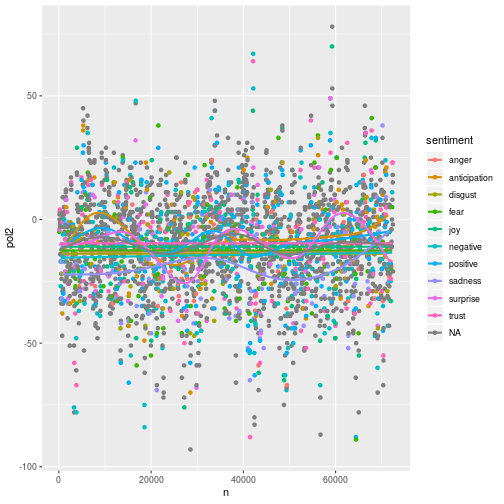 50
0
-50
-100
pol2
0
20000
40000
60000
n
sentiment
anger
anticipation
disgust
fear
joy
negative
positive
sadness
surprise
trust
NA